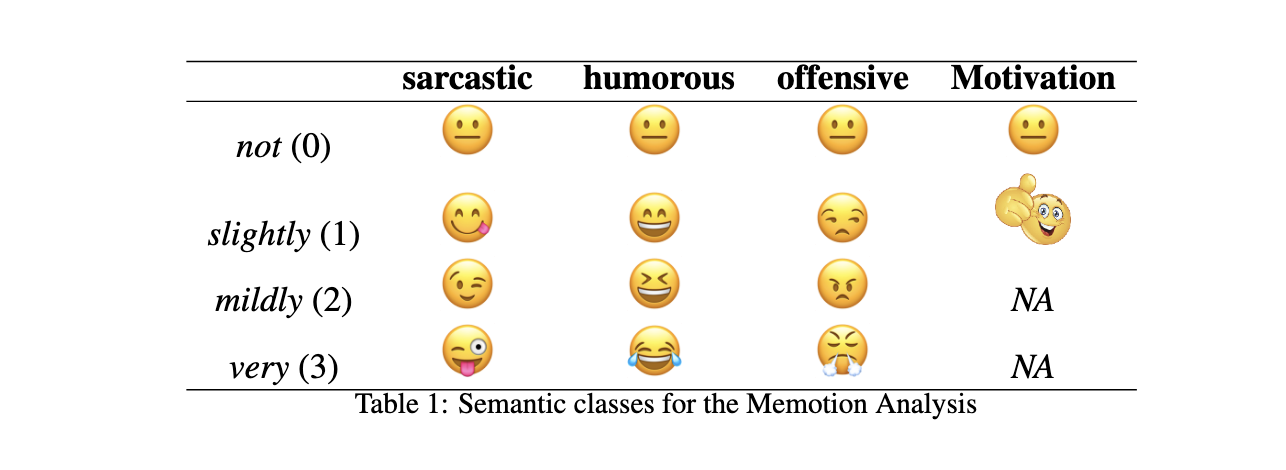 sarcastic humorous offensive Motivation
not (0)
slightly (1)
mildly (2) NA
very (3) NA
Table 1: Semantic classes for the Memotion Analysis